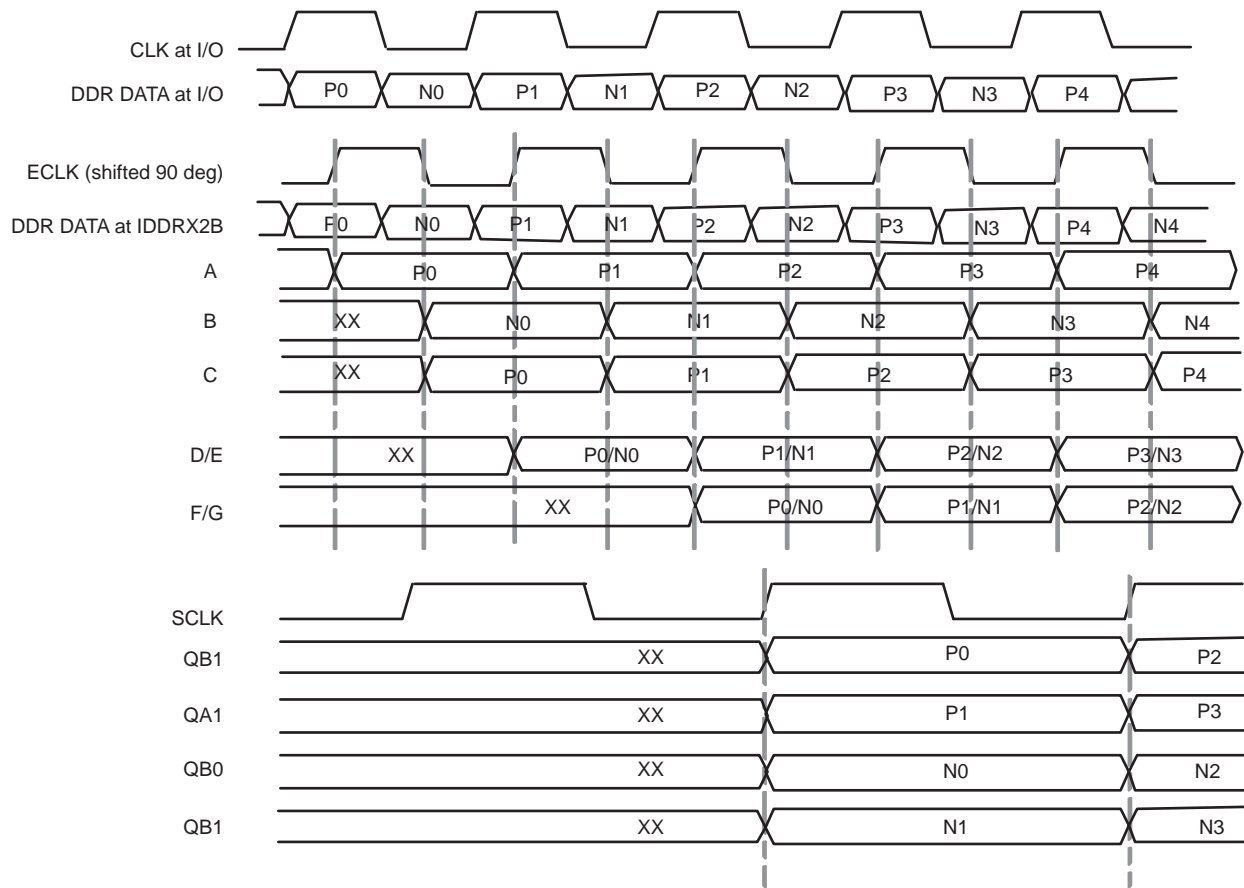 CLK at I/O
DDR DATA at I/O P0 N0 P1 N1 P2 N2 P3 N3 P4
ECLK (shifted 90 deg)
DDR DATA at IDDRX2B P0 N0 P1 N1 P2 N2 P3 N3 P4 N4
A P0 P1 P2 P3 P4
B XX N0 N1 N2 N3 N4
C XX P0 P1 P2 P3 P4
D/E XX P0/N0 P1/N1 P2/N2 P3/N3
F/G XX P0/N0 P1/N1 P2/N2
SCLK
QB1 XX P0 P2
QA1 XX P1 P3
QB0 XX N0 N2
QB1 XX N1 N3